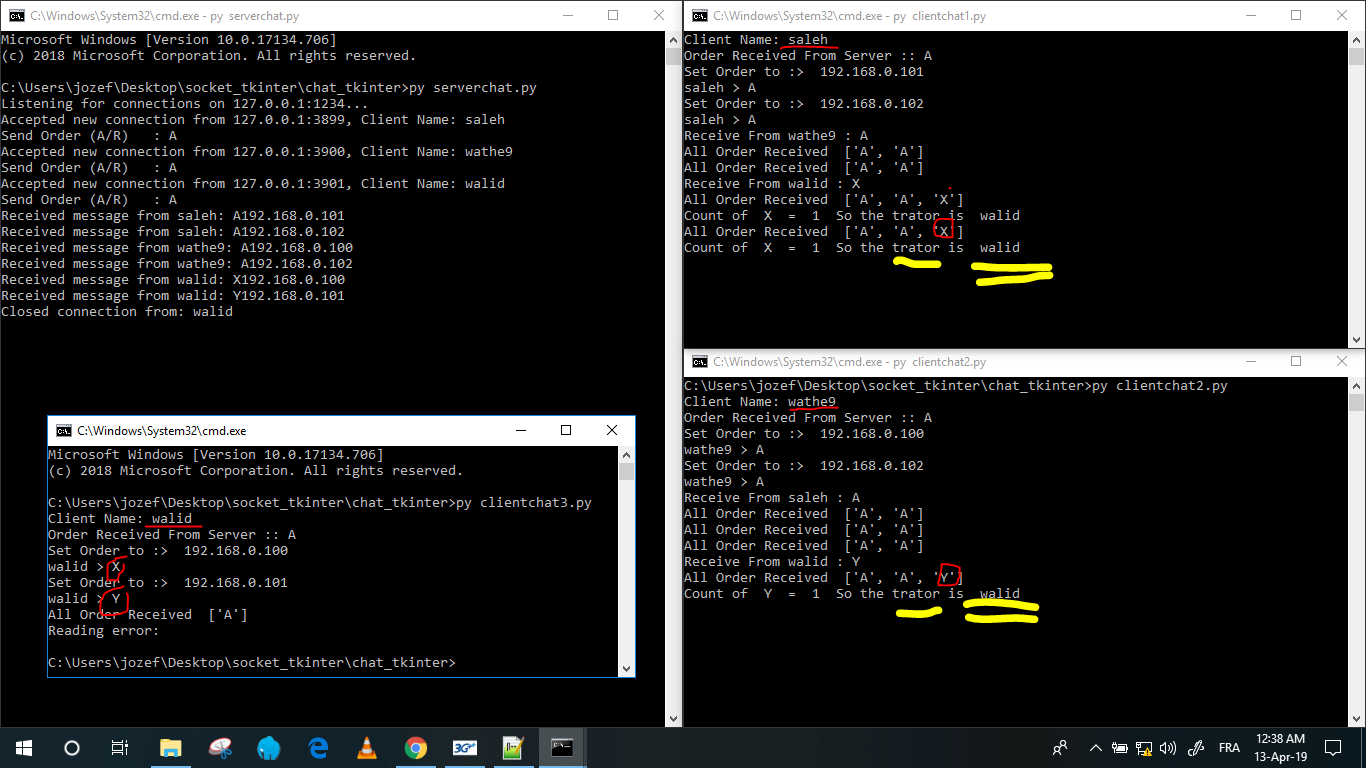 C:\Windows\System32\cmd.exe - py serverchat.py
Microsoft Windows [Version 10.0.17134.706]
(c) 2018 Microsoft Corporation. All rights reserved.
C:\Users\jozef\Desktop\socket_tkinter\chat_tkinter>py serverchat.py
Listening for connections on 127.0.0.1:1234...
Accepted new connection from 127.0.0.1:3899, Client Name: saleh
Send Order (A/R)   : A
Accepted new connection from 127.0.0.1:3900, Client Name: wathe9
Send Order (A/R)   : A
Accepted new connection from 127.0.0.1:3901, Client Name: walid
Send Order (A/R)   : A
Received message from saleh: A192.168.0.101
Received message from saleh: A192.168.0.102
Received message from wathe9: A192.168.0.100
Received message from wathe9: A192.168.0.102
Received message from walid: X192.168.0.100
Received message from walid: Y192.168.0.101
Closed connection from: walid
C:\Windows\System32\cmd.exe
Microsoft Windows [Version 10.0.17134.706]
(c) 2018 Microsoft Corporation. All rights reserved.
C:\Users\jozef\Desktop\socket_tkinter\chat_tkinter>py clientchat3.py
Client Name: walid
Order Received From Server :: A
Set Order to :>  192.168.0.100
walid > X
Set Order to :>  192.168.0.101
walid > Y
All Order Received  ['A']
Reading error:
C:\Users\jozef\Desktop\socket_tkinter\chat_tkinter>
C:\Windows\System32\cmd.exe - py clientchat1.py
Client Name: saleh
Order Received From Server :: A
Set Order to :>  192.168.0.101
saleh > A
Set Order to :>  192.168.0.102
saleh > A
Receive From wathe9 : A
All Order Received  ['A', 'A']
All Order Received  ['A', 'A']
Receive From walid : X
All Order Received  ['A', 'A', 'X']
Count of  X  =  1  So the trator is  walid
All Order Received  ['A', 'A', 'X']
Count of  X  =  1  So the trator is  walid
C:\Windows\System32\cmd.exe - py clientchat2.py
C:\Users\jozef\Desktop\socket_tkinter\chat_tkinter>py clientchat2.py
Client Name: wathe9
Order Received From Server :: A
Set Order to :>  192.168.0.100
wathe9 > A
Set Order to :>  192.168.0.102
wathe9 > A
Receive From saleh : A
All Order Received  ['A', 'A']
All Order Received  ['A', 'A']
All Order Received  ['A', 'A']
Receive From walid : Y
All Order Received  ['A', 'A', 'Y']
Count of  Y  =  1  So the trator is  walid
3G++
FRA
12:38 AM
13-Apr-19